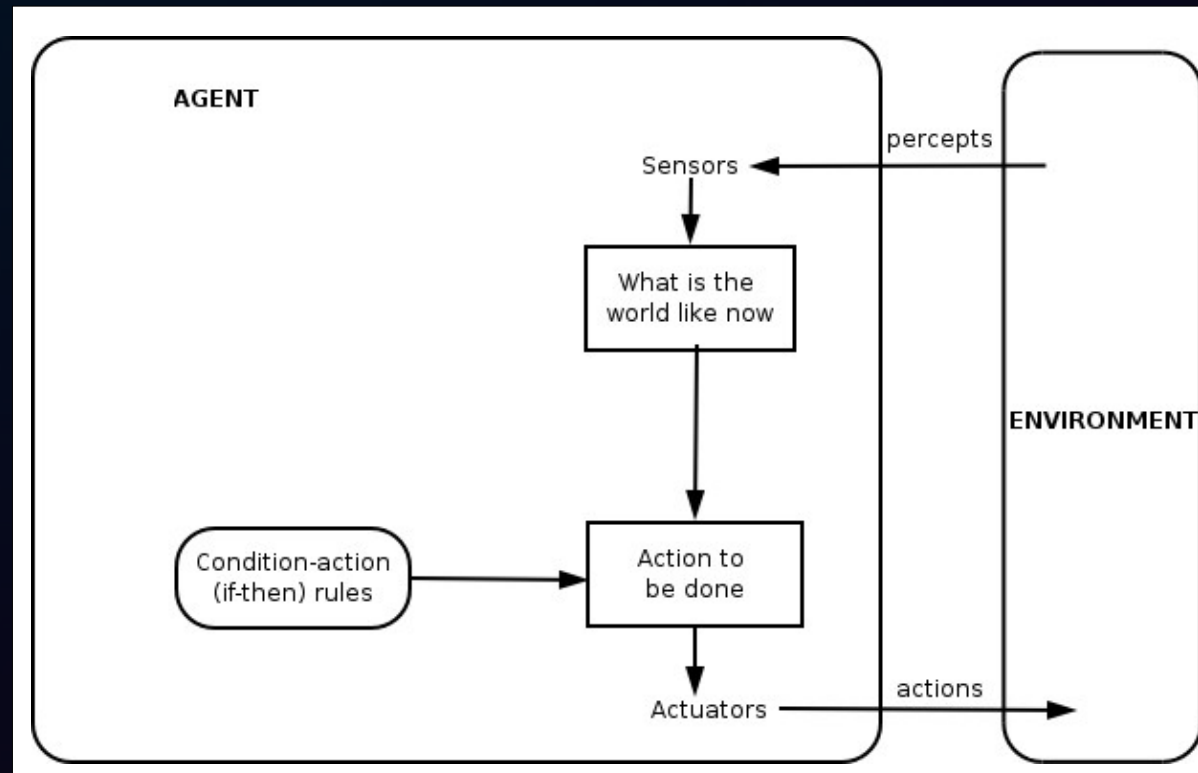 AGENT
percepts
Sensors
What is the
world like now
ENVIRONMENT
Condition-action
(if-then) rules
Action to
be done
actions
Actuators